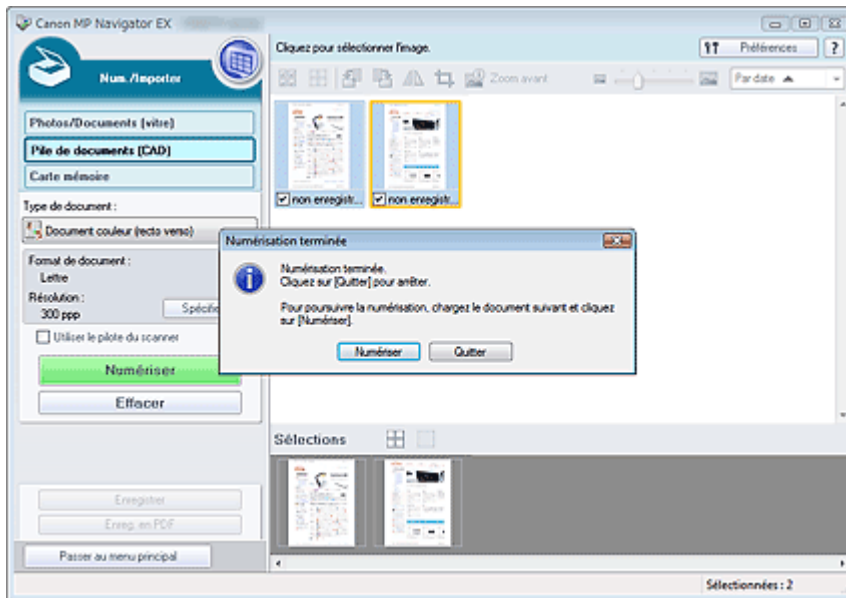 Canon MP Navigator EX
Num./Importer
Photos/Documents (vitre)
Pile de documents (CAD)
Carte mémoire
Type de document :
Document couleur (recto verso)
Format de document :
Lettre
Résolution :
300 ppp
Spécifie
Utiliser le pilote du scanner
Numériser
Effacer
Enregistrer
Enreg. en PDF
Passer au menu principal
Cliquez pour sélectionner l'image.
Préférences
?
Zoom avant
Par date
non enregistr...
non enregistr...
Numérisation terminée
Numérisation terminée.
Cliquez sur [Quitter] pour arrêter.
Pour poursuivre la numérisation, chargez le document suivant et cliquez
sur [Numériser].
Numériser
Quitter
Sélections
Sélectionnées : 2